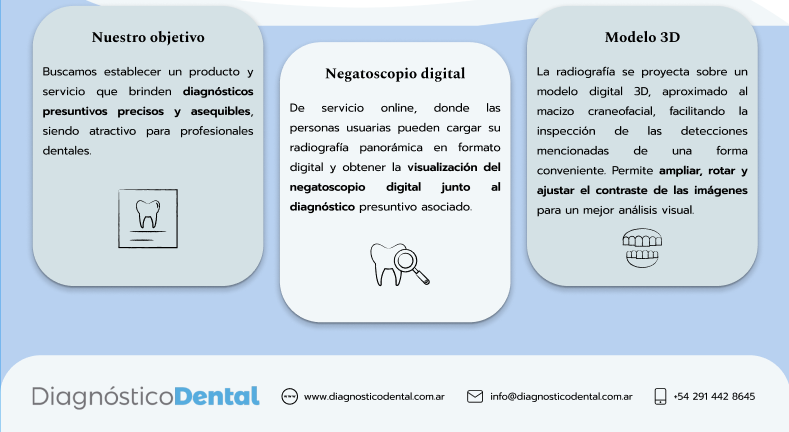 Nuestro objetivo
Buscamos establecer un producto y
servicio que brinden diagnósticos
presuntivos precisos y asequibles,
siendo atractivo para profesionales
dentales.
Negatoscopio digital
De servicio online, donde las
personas usuarias pueden cargar su
radiografía panorámica en formato
digital y obtener la visualización del
negatoscopio digital junto al
diagnóstico presuntivo asociado.
Modelo 3D
La radiografía se proyecta sobre un
modelo digital 3D, aproximado al
macizo craneofacial, facilitando la
inspección de las detecciones
mencionadas de una forma
conveniente. Permite ampliar, rotar y
ajustar el contraste de las imágenes
para un mejor análisis visual.
DiagnósticoDental
www.diagnosticodental.com.ar
info@diagnosticodental.com.ar
+54 291 442 8645